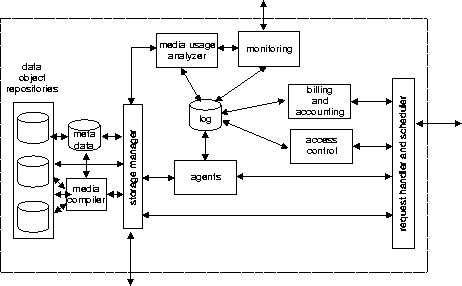 media usage
analyzer
monitoring
data
object
repositories
meta
data
log
billing
and
accounting
access
control
media
compiler
storage manager
agents
request handler and scheduler